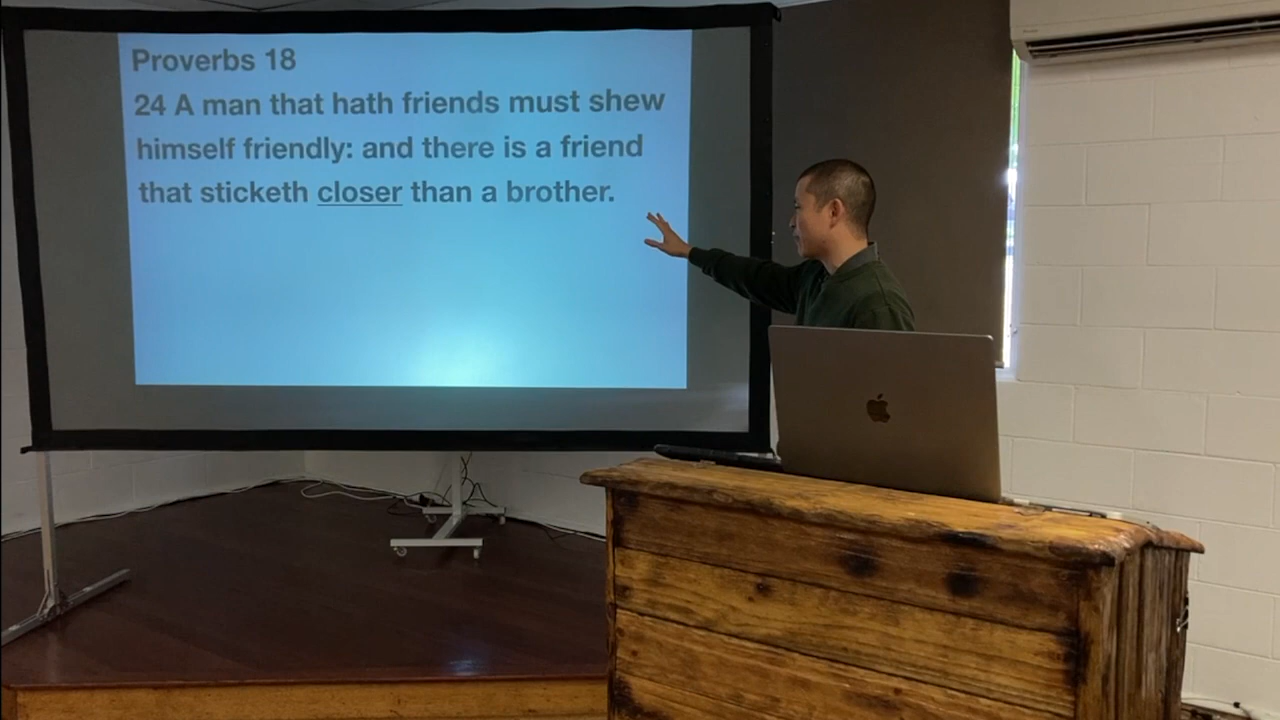 Proverbs 18
24 A man that hath friends must shew
himself friendly: and there is a friend
that sticketh closer than a brother.